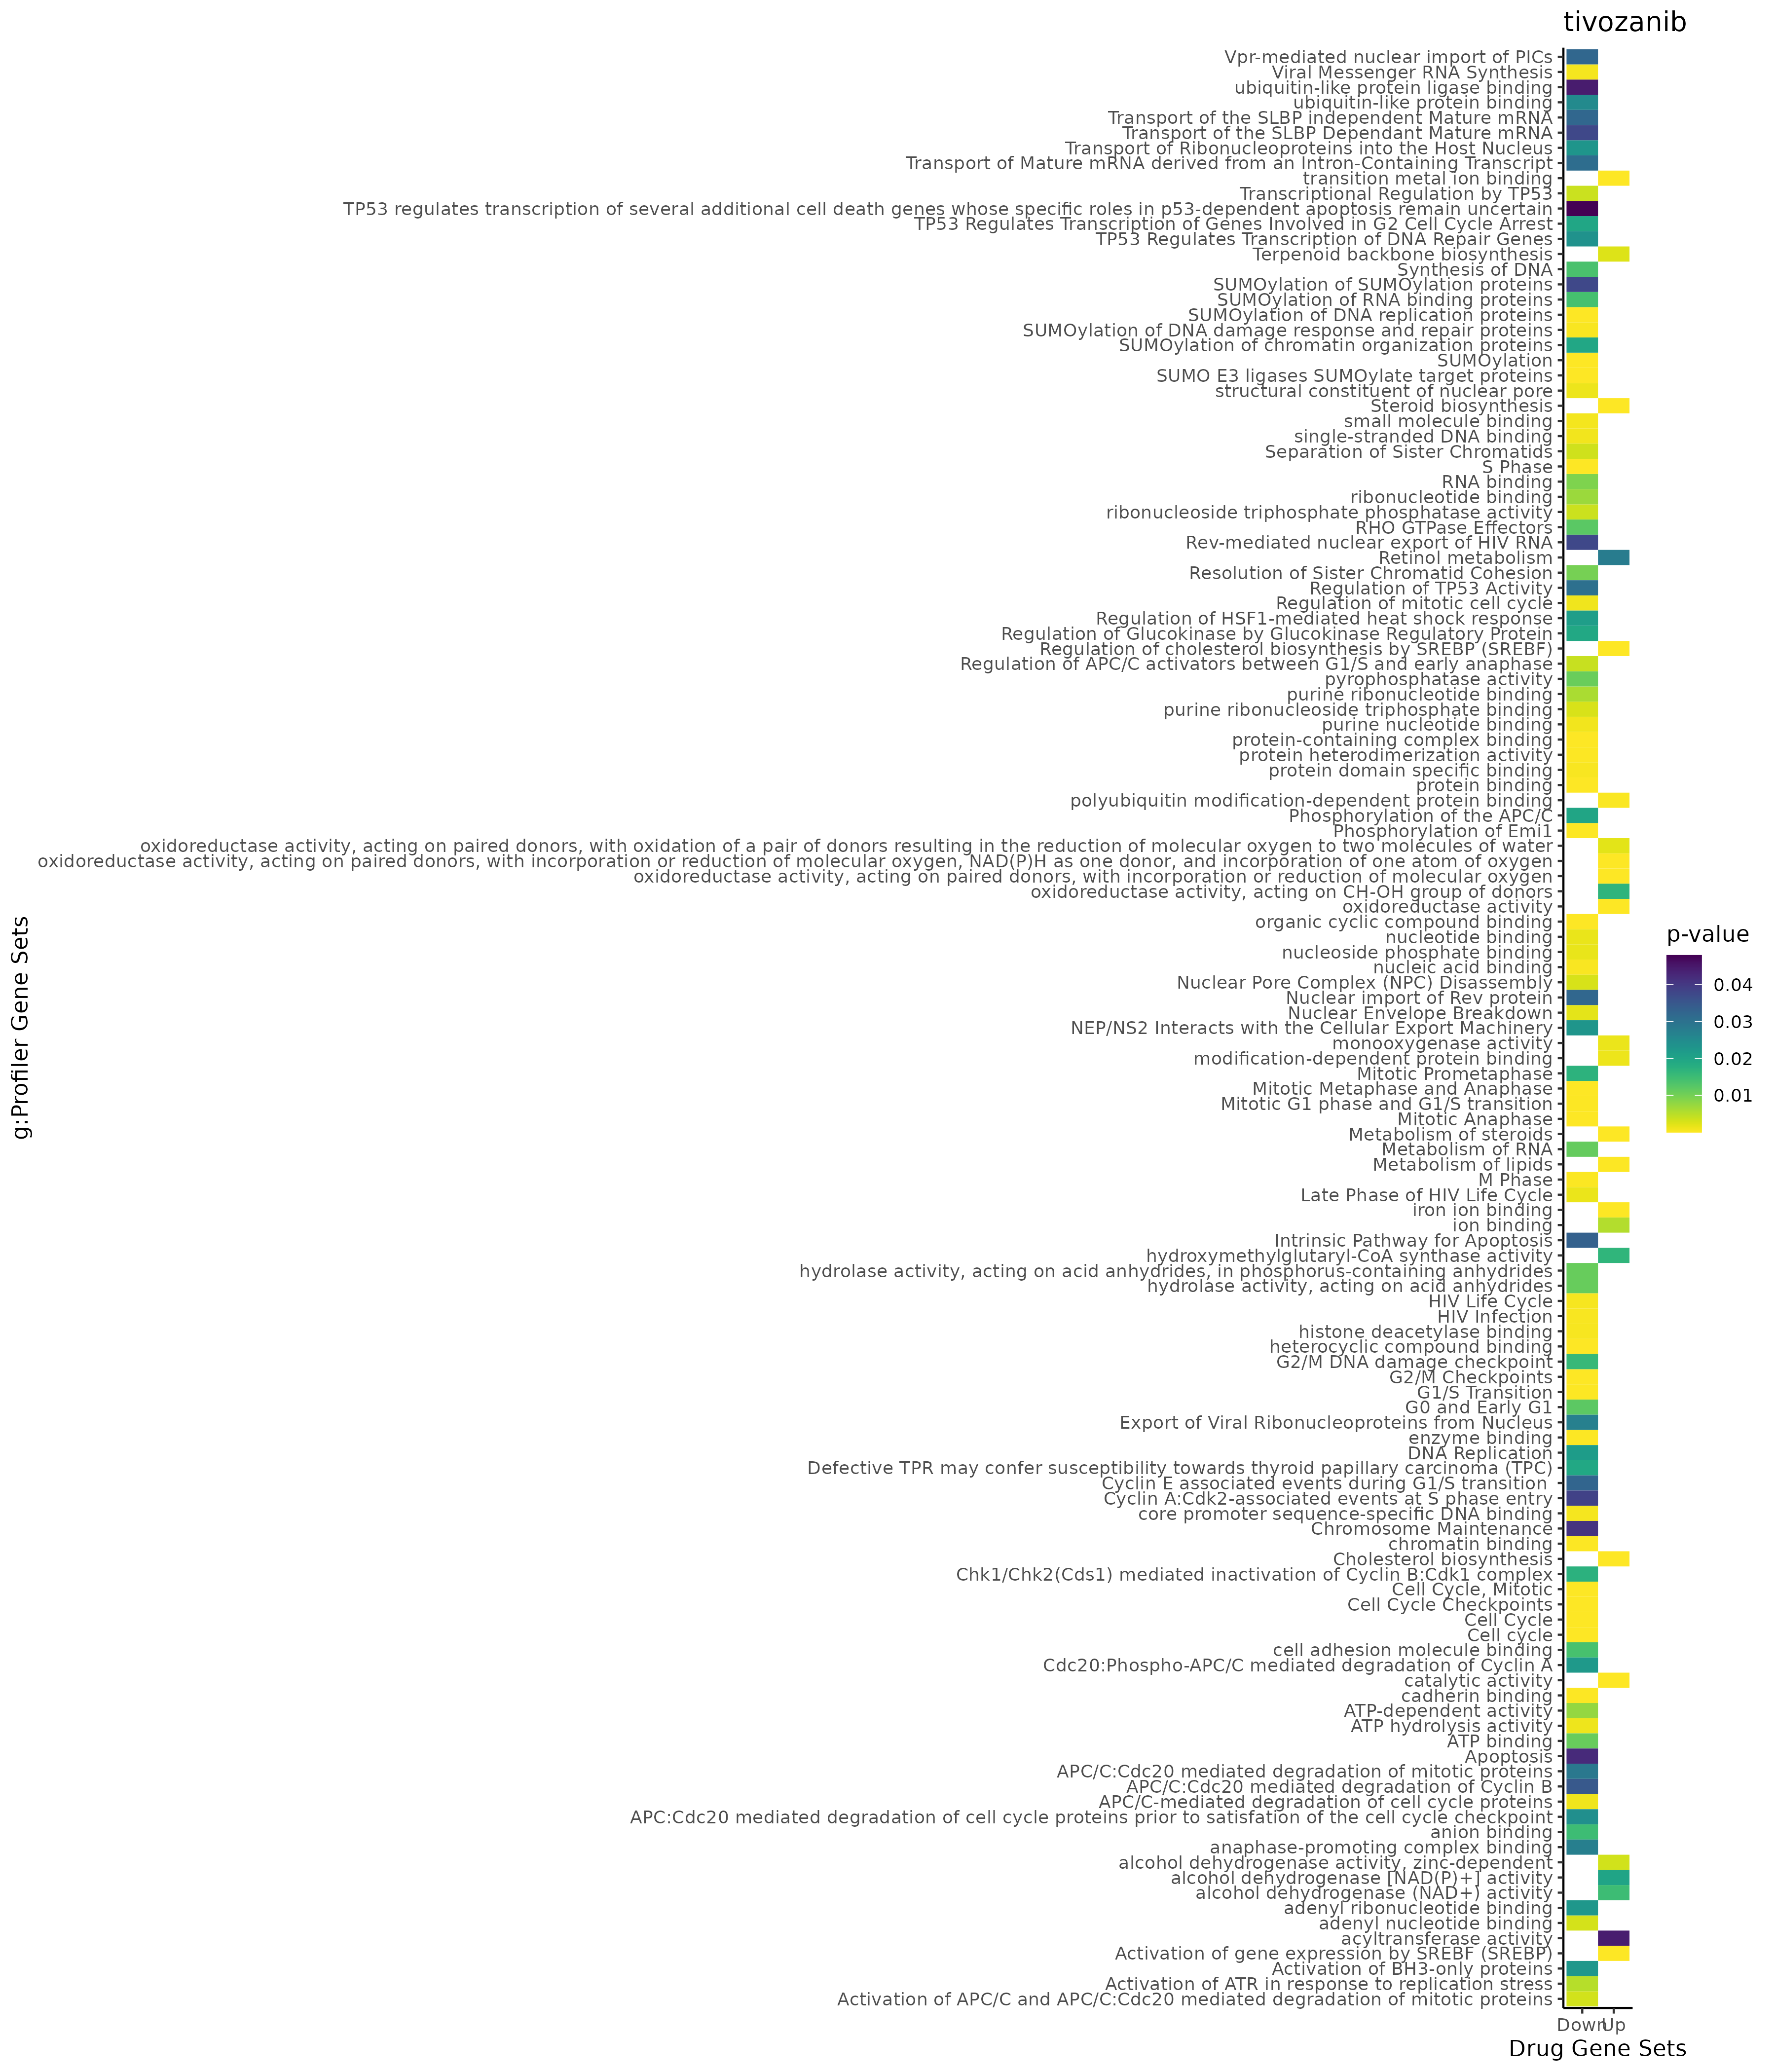 tivozanib
Vpr-mediated nuclear import of PICs
Viral Messenger RNA Synthesis
ubiquitin-like protein ligase binding
ubiquitin-like protein binding
Transport of the SLBP independent Mature mRNA
Transport of the SLBP Dependant Mature mRNA
Transport of Ribonucleoproteins into the Host Nucleus
Transport of Mature mRNA derived from an Intron-Containing Transcript
transition metal ion binding
Transcriptional Regulation by TP53
TP53 regulates transcription of several additional cell death genes whose specific roles in p53-dependent apoptosis remain uncertain
TP53 Regulates Transcription of Genes Involved in G2 Cell Cycle Arrest
TP53 Regulates Transcription of DNA Repair Genes
Terpenoid backbone biosynthesis
Synthesis of DNA
SUMOylation of SUMOylation proteins
SUMOylation of RNA binding proteins
SUMOylation of DNA replication proteins
SUMOylation of DNA damage response and repair proteins
SUMOylation of chromatin organization proteins
SUMOylation
SUMO E3 ligases SUMOylate target proteins
structural constituent of nuclear pore
Steroid biosynthesis
small molecule binding
single-stranded DNA binding
Separation of Sister Chromatids
S Phase
RNA binding
ribonucleotide binding
ribonucleoside triphosphate phosphatase activity
RHO GTPase Effectors
Rev-mediated nuclear export of HIV RNA
Retinol metabolism
Resolution of Sister Chromatid Cohesion
Regulation of TP53 Activity
Regulation of mitotic cell cycle
Regulation of HSF1-mediated heat shock response
Regulation of Glucokinase by Glucokinase Regulatory Protein
Regulation of cholesterol biosynthesis by SREBP (SREBF)
Regulation of APC/C activators between G1/S and early anaphase
pyrophosphatase activity
purine ribonucleotide binding
purine ribonucleoside triphosphate binding
purine nucleotide binding
protein-containing complex binding
protein heterodimerization activity
protein domain specific binding
protein binding
polyubiquitin modification-dependent protein binding
Phosphorylation of the APC/C
Phosphorylation of Emi1
oxidoreductase activity, acting on paired donors, with oxidation of a pair of donors resulting in the reduction of molecular oxygen to two molecules of water
oxidoreductase activity, acting on paired donors, with incorporation or reduction of molecular oxygen, NAD(P)H as one donor, and incorporation of one atom of oxygen
oxidoreductase activity, acting on paired donors, with incorporation or reduction of molecular oxygen
oxidoreductase activity, acting on CH-OH group of donors
oxidoreductase activity
organic cyclic compound binding
nucleotide binding
nucleoside phosphate binding
nucleic acid binding
Nuclear Pore Complex (NPC) Disassembly
Nuclear import of Rev protein
Nuclear Envelope Breakdown
NEP/NS2 Interacts with the Cellular Export Machinery
monooxygenase activity
modification-dependent protein binding
Mitotic Prometaphase
Mitotic Metaphase and Anaphase
Mitotic G1 phase and G1/S transition
Mitotic Anaphase
Metabolism of steroids
Metabolism of RNA
Metabolism of lipids
M Phase
Late Phase of HIV Life Cycle
iron ion binding
ion binding
Intrinsic Pathway for Apoptosis
hydroxymethylglutaryl-CoA synthase activity
hydrolase activity, acting on acid anhydrides, in phosphorus-containing anhydrides
hydrolase activity, acting on acid anhydrides
HIV Life Cycle
HIV Infection
histone deacetylase binding
heterocyclic compound binding
G2/M DNA damage checkpoint
G2/M Checkpoints
G1/S Transition
G0 and Early G1
Export of Viral Ribonucleoproteins from Nucleus
enzyme binding
DNA Replication
Defective TPR may confer susceptibility towards thyroid papillary carcinoma (TPC)
Cyclin E associated events during G1/S transition
Cyclin A:Cdk2-associated events at S phase entry
core promoter sequence-specific DNA binding
Chromosome Maintenance
chromatin binding
Cholesterol biosynthesis
Chk1/Chk2(Cds1) mediated inactivation of Cyclin B:Cdk1 complex
Cell Cycle, Mitotic
Cell Cycle Checkpoints
Cell Cycle
Cell cycle
cell adhesion molecule binding
Cdc20:Phospho-APC/C mediated degradation of Cyclin A
catalytic activity
cadherin binding
ATP-dependent activity
ATP hydrolysis activity
ATP binding
Apoptosis
APC/C:Cdc20 mediated degradation of mitotic proteins
APC/C:Cdc20 mediated degradation of Cyclin B
APC/C-mediated degradation of cell cycle proteins
APC:Cdc20 mediated degradation of cell cycle proteins prior to satisfation of the cell cycle checkpoint
anion binding
anaphase-promoting complex binding
alcohol dehydrogenase activity, zinc-dependent
alcohol dehydrogenase [NAD(P)+] activity
alcohol dehydrogenase (NAD+) activity
adenyl ribonucleotide binding
adenyl nucleotide binding
acyltransferase activity
Activation of gene expression by SREBF (SREBP)
Activation of BH3-only proteins
Activation of ATR in response to replication stress
Activation of APC/C and APC/C:Cdc20 mediated degradation of mitotic proteins
Down Up
Drug Gene Sets
g:Profiler Gene Sets
p-value
0.04
0.03
0.02
0.01